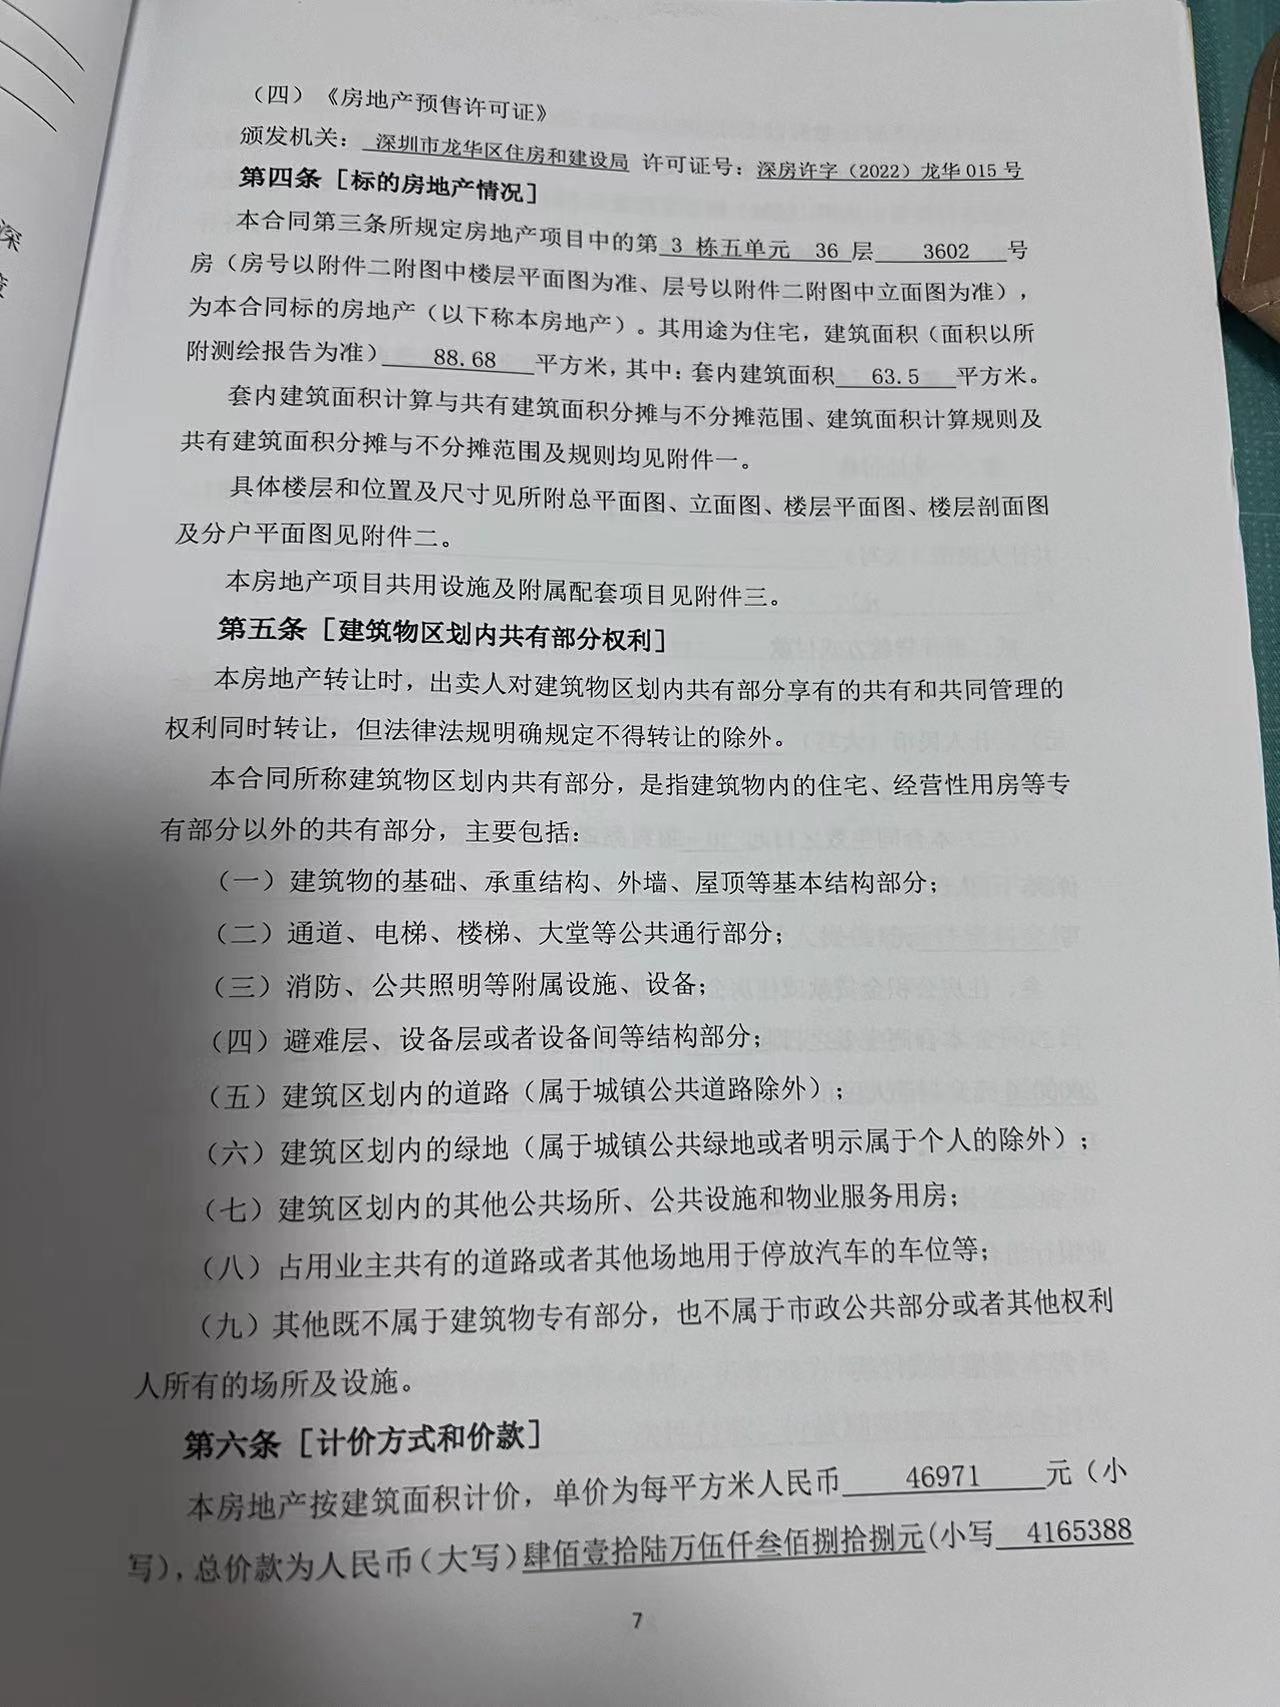 （四）《房地产预售许可证》
颁发机关：深圳市龙华区住房和建设局 许可证号：深房许字（2022）龙华 015 号
第四条［标的房地产情况］
本合同第三条所规定房地产项目中的第 3 栋五单元 36 层 3602 号
房（房号以附件二附图中楼层平面图为准、层号以附件二附图中立面图为准），
为本合同标的房地产（以下称本房地产）。其用途为住宅，建筑面积（面积以所
附测绘报告为准） 88.68 平方米，其中：套内建筑面积 63.5 平方米。
套内建筑面积计算与共有建筑面积分摊与不分摊范围、建筑面积计算规则及
共有建筑面积分摊与不分摊范围及规则均见附件一。
具体楼层和位置及尺寸见所附总平面图、立面图、楼层平面图、楼层剖面图
及分户平面图见附件二。
本房地产项目共用设施及附属配套项目见附件三。
第五条［建筑物区划内共有部分权利］
本房地产转让时，出卖人对建筑物区划内共有部分享有的共有和共同管理的
权利同时转让，但法律法规明确规定不得转让的除外。
本合同所称建筑物区划内共有部分，是指建筑物内的住宅、经营性用房等专
有部分以外的共有部分，主要包括：
（一）建筑物的基础、承重结构、外墙、屋顶等基本结构部分；
（二）通道、电梯、楼梯、大堂等公共通行部分；
（三）消防、公共照明等附属设施、设备；
（四）避难层、设备层或者设备间等结构部分；
（五）建筑区划内的道路（属于城镇公共道路除外）；
（六）建筑区划内的绿地（属于城镇公共绿地或者明示属于个人的除外）；
（七）建筑区划内的其他公共场所、公共设施和物业服务用房；
（八）占用业主共有的道路或者其他场地用于停放汽车的车位等；
（九）其他既不属于建筑物专有部分，也不属于市政公共部分或者其他权利
人所有的场所及设施。
第六条［计价方式和价款］
本房地产按建筑面积计价，单价为每平方米人民币 46971 元（小
写），总价款为人民币（大写）肆佰壹拾陆万伍仟叁佰捌拾捌元(小写 4165388
7
深